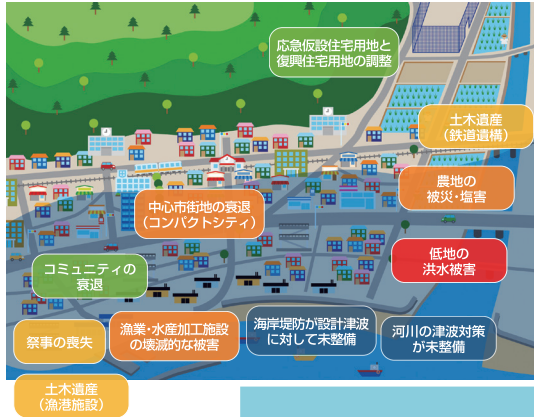 応急仮設住宅用地と
復興住宅用地の調整
土木遺産
（鉄道遺構）
農地の
被災・塩害
中心市街地の衰退
（コンパクトシティ）
低地の
洪水被害
コミュニティの
衰退
祭事の喪失
漁業・水産加工施設
の壊滅的な被害
海岸堤防が設計津波
に対して未整備
河川の津波対策
が未整備
土木遺産
（漁港施設）